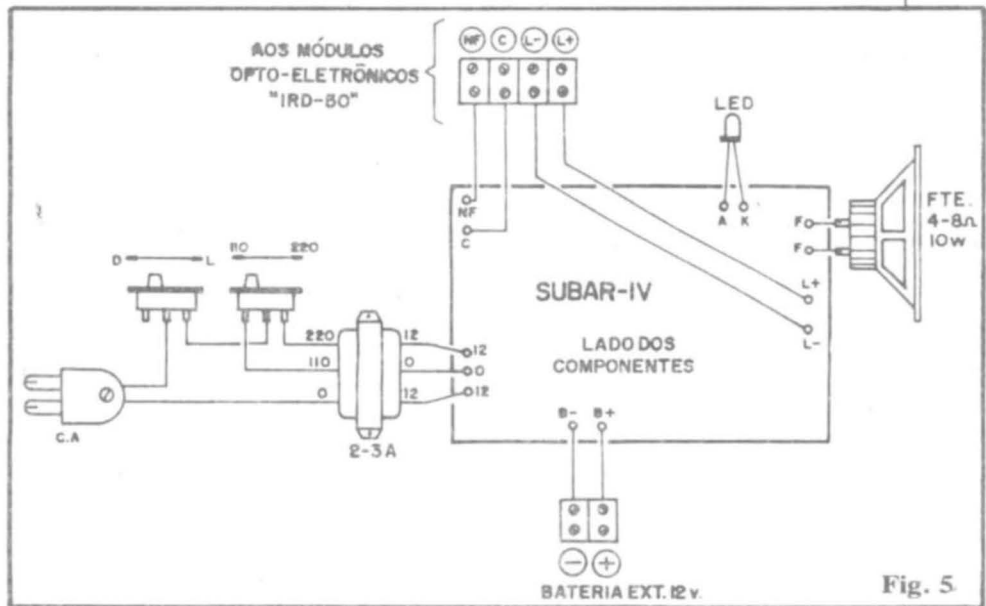 AOS MÓDULOS
OPTO-ELETRÔNICOS
"IRD-50"
NF C L- L+
LED
A K
NF
C
F
F
FTE.
4-8Ω
10w
D L
110 220
SUBAR-IV
LADO DOS
COMPONENTES
L+
L-
220
110
0
12
0
12
12
0
12
C.A
2-3A
B- B+
- +
BATERIA EXT. 12v.
Fig. 5